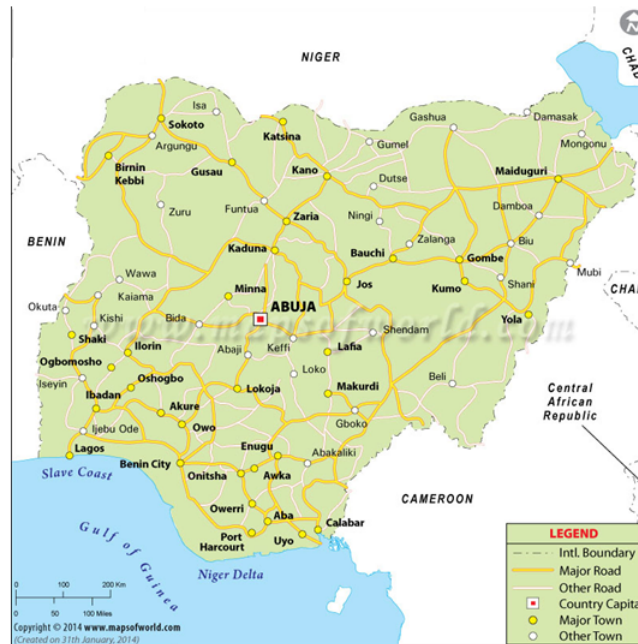 NIGER
CHAD
Isa
Sokoto
Katsina
Gashua
Damasak
Argungu
Gumel
Mongonu
Birnin
Kebbi
Gusau
Kano
Dutse
Maiduguri
Zuru
Funtua
Zaria
Ningi
Damboa
BENIN
Kaduna
Bauchi
Zalanga
Gombe
Biu
Wawa
Minna
ABUJA
Jos
Kumo
Shani
Mubi
Okuta
Kaiama
Kishi
Bida
Yola
www.mapsofworld.com
Shaki
Ilorin
Abaji
Keffi
Lafia
Shendam
Ogbomosho
Loko
Iseyin
Oshogbo
Beli
Ibadan
Akure
Lokoja
Makurdi
Central
African
Republic
Owo
Gboko
Ijebu Ode
Enugu
Abakaliki
Lagos
Benin City
Onitsha
Awka
Slave Coast
CAMEROON
Owerri
Aba
Calabar
Port
Harcourt
Uyo
Gulf of Guinea
Niger Delta
LEGEND
Intl. Boundary
Major Road
Other Road
Country Capita
Major Town
Other Town
0 100 200 Km
0 50 100 Miles
Copyright © 2014 www.mapsofworld.com
(Created on 31th January, 2014)